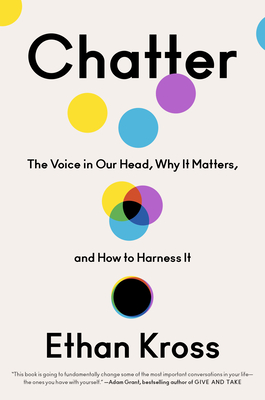 Chatter
The Voice in Our Head, Why It Matters,
and How to Harness It
Ethan Kross
"This book is going to fundamentally change some of the most important conversations in your life—
the ones you have with yourself." —Adam Grant, bestselling author of GIVE AND TAKE